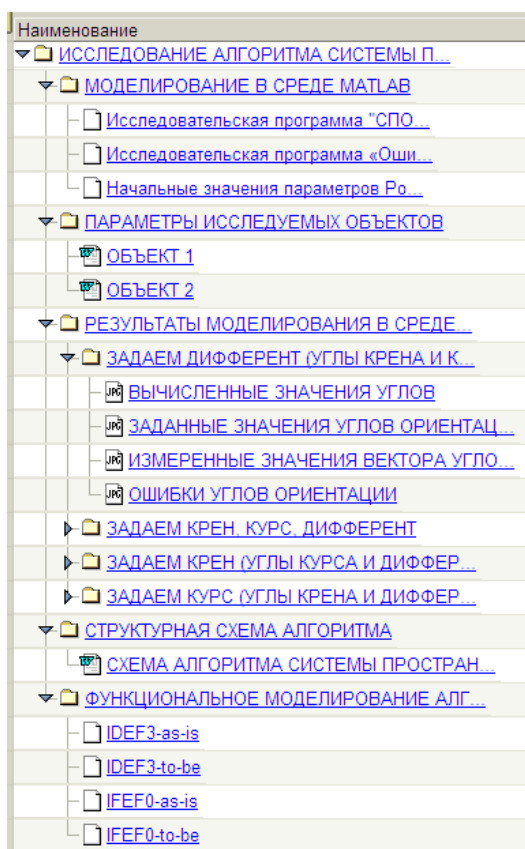 Наименование
ИССЛЕДОВАНИЕ АЛГОРИТМА СИСТЕМЫ П...
МОДЕЛИРОВАНИЕ В СРЕДЕ MATLAB
Исследовательская программа "СПО...
Исследовательская программа «Оши...
Начальные значения параметров Ро...
ПАРАМЕТРЫ ИССЛЕДУЕМЫХ ОБЪЕКТОВ
ОБЪЕКТ 1
ОБЪЕКТ 2
РЕЗУЛЬТАТЫ МОДЕЛИРОВАНИЯ В СРЕДЕ...
ЗАДАЕМ ДИФФЕРЕНТ (УГЛЫ КРЕНА И К...
JPG ВЫЧИСЛЕННЫЕ ЗНАЧЕНИЯ УГЛОВ
JPG ЗАДАННЫЕ ЗНАЧЕНИЯ УГЛОВ ОРИЕНТАЦ...
JPG ИЗМЕРЕННЫЕ ЗНАЧЕНИЯ ВЕКТОРА УГЛО...
JPG ОШИБКИ УГЛОВ ОРИЕНТАЦИИ
ЗАДАЕМ КРЕН, КУРС, ДИФФЕРЕНТ
ЗАДАЕМ КРЕН (УГЛЫ КУРСА И ДИФФЕР...
ЗАДАЕМ КУРС (УГЛЫ КРЕНА И ДИФФЕР...
СТРУКТУРНАЯ СХЕМА АЛГОРИТМА
СХЕМА АЛГОРИТМА СИСТЕМЫ ПРОСТРАН...
ФУНКЦИОНАЛЬНОЕ МОДЕЛИРОВАНИЕ АЛГ...
IDEF3-as-is
IDEF3-to-be
IFEF0-as-is
IFEF0-to-be